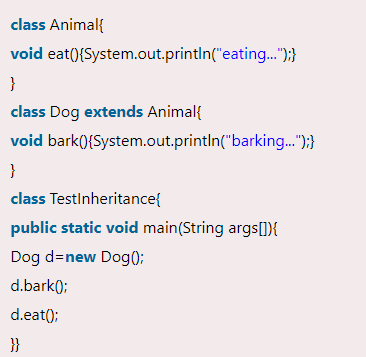 class Animal{
void eat(){System.out.println("eating...");}
}
class Dog extends Animal{
void bark(){System.out.println("barking...");}
}
class TestInheritance{
public static void main(String args[]){
Dog d=new Dog();
d.bark();
d.eat();
}}